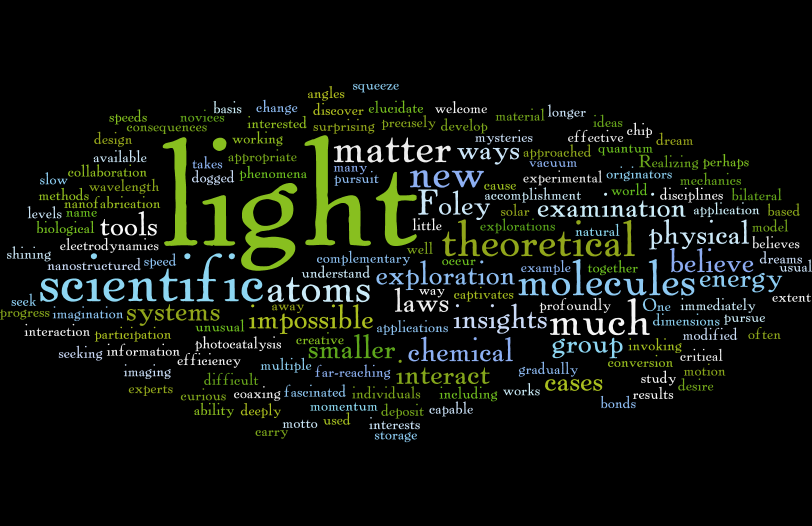 squeeze
angles
basis change discover elucidate welcome
speeds novices material longer
consequences interested surprising precisely develop ideas
design working mysteries effective chip
available takes appropriate matter ways approached quantum dream
collaboration dogged phenomena many vacuum Realizing perhaps
slow wavelength pursuit new cause experimental originators mechanics
methods accomplishment world disciplines bilateral
nanofabrication light Foley solar examination application based
levels name little explorations natural model
biological tools well theoretical physical believes
electrodynamics occur
shining speed complementary example together believe dreams
nanostructured understand exploration molecules energy usual
scientific atoms way captivates extent
seek laws profoundly One immediately
progress imagination systems away impossible applications insights much dimensions pursue
interaction participation unusual creative modified often
seeking information photocatalysis smaller chemical group invoking critical
efficiency conversion
imaging multiple far-reaching interact gradually study motion
difficult cases desire
experts curious coaxing fascinated individuals including works results
ability deeply momentum deposit capable bonds
motto used interests
carry storage